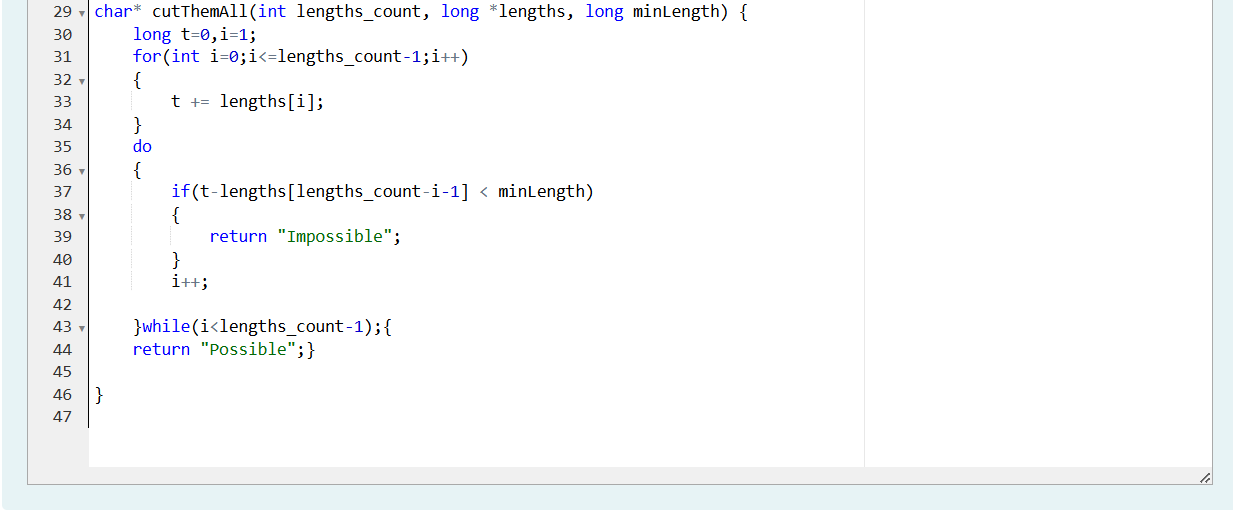 29 char* cutThemAll(int lengths_count, long *lengths, long minLength) {
30 long t=0,i=1;
31 for(int i=0;i<=lengths_count-1;i++)
32 {
33 t += lengths[i];
34 }
35 do
36 {
37 if(t-lengths[lengths_count-i-1] < minLength)
38 {
39 return "Impossible";
40 }
41 i++;
42
43 }while(i<lengths_count-1);{
44 return "Possible";}
45
46 }
47